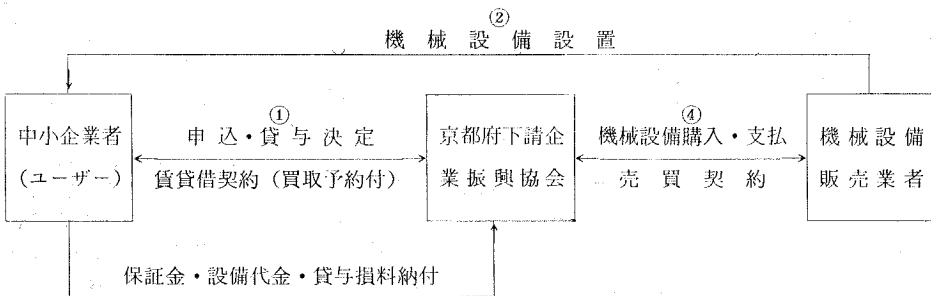 ②
機械設備設置
①
④
中小企業者
(ユーザー)
申込・貸与決定
賃貸借契約(買取予約付)
京都府下請企
業振興協会
機械設備購入・支払
売買契約
機械設備
販売業者
保証金・設備代金・貸与損料納付